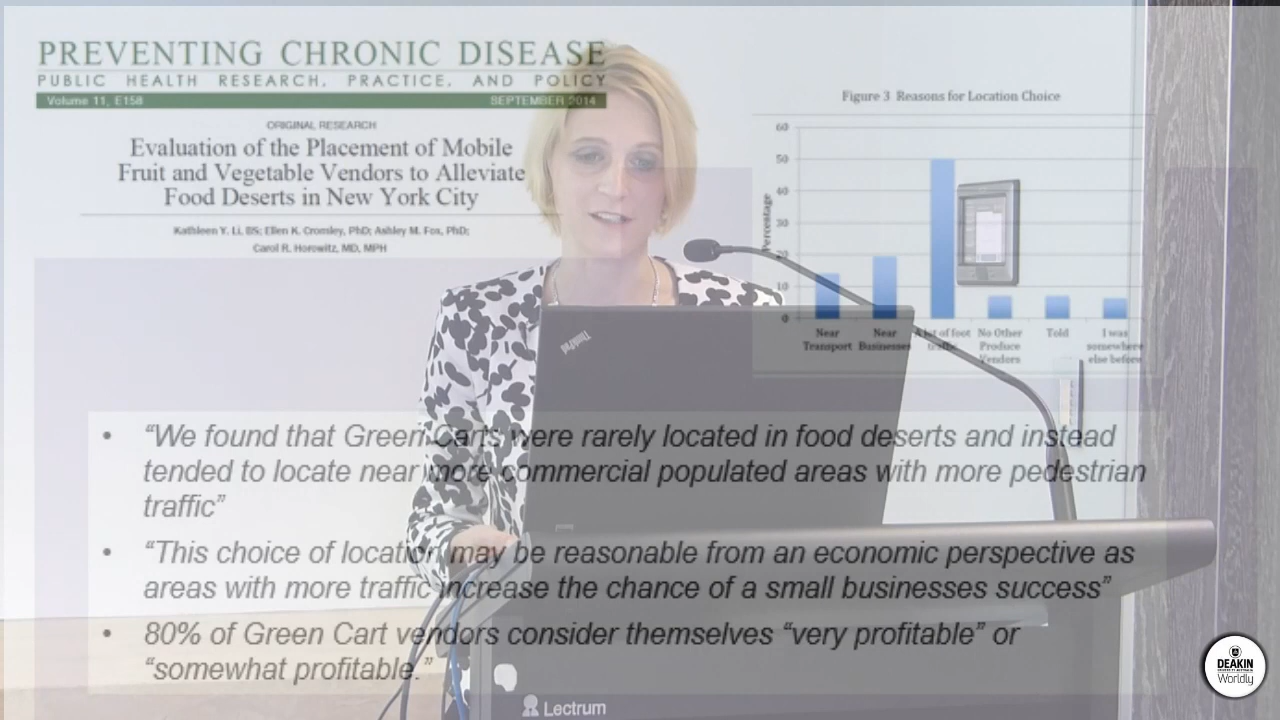 PREVENTING CHRONIC DISEASE
PUBLIC HEALTH RESEARCH, PRACTICE, AND POLICY
Volume 11, E158 SEPTEMBER 2014
ORIGINAL RESEARCH
Evaluation of the Placement of Mobile
Fruit and Vegetable Vendors to Alleviate
Food Deserts in New York City
Kathleen Y. Li, BS; Ellen K. Cromley, PhD; Ashley M. Fox, PhD;
Carol R. Horowitz, MD, MPH
Figure 3 Reasons for Location Choice
60
50
40
30
20
10
0
Percentage
Near Transport
Near Businesses
A lot of foot traffic
No Other Produce Vendors
Told
I was somewhere else before
• “We found that Green Carts were rarely located in food deserts and instead
tended to locate near more commercial populated areas with more pedestrian
traffic”
• “This choice of location may be reasonable from an economic perspective as
areas with more traffic increase the chance of a small businesses success”
• 80% of Green Cart vendors consider themselves “very profitable” or
“somewhat profitable.”
ThinkPad
Lectrum
DEAKIN
Worldly